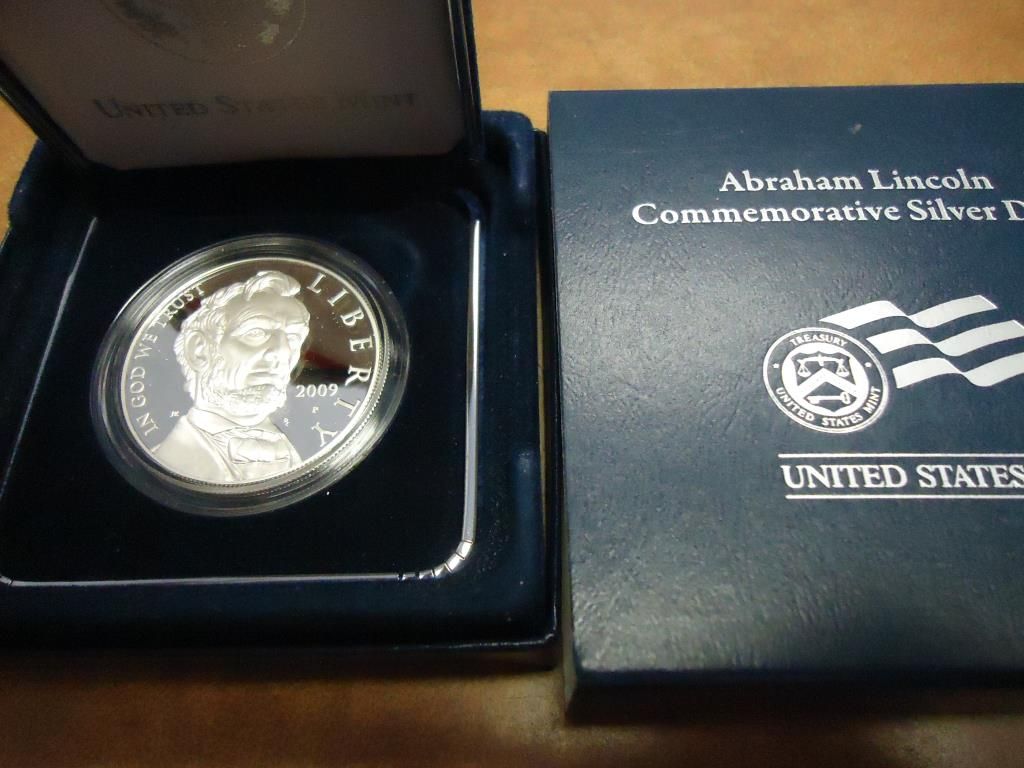 UNITED STATES MINT
IN GOD WE TRUST
LIBERTY
2009
P
JK
Abraham Lincoln
Commemorative Silver D
TREASURY
UNITED STATES MINT
UNITED STATES